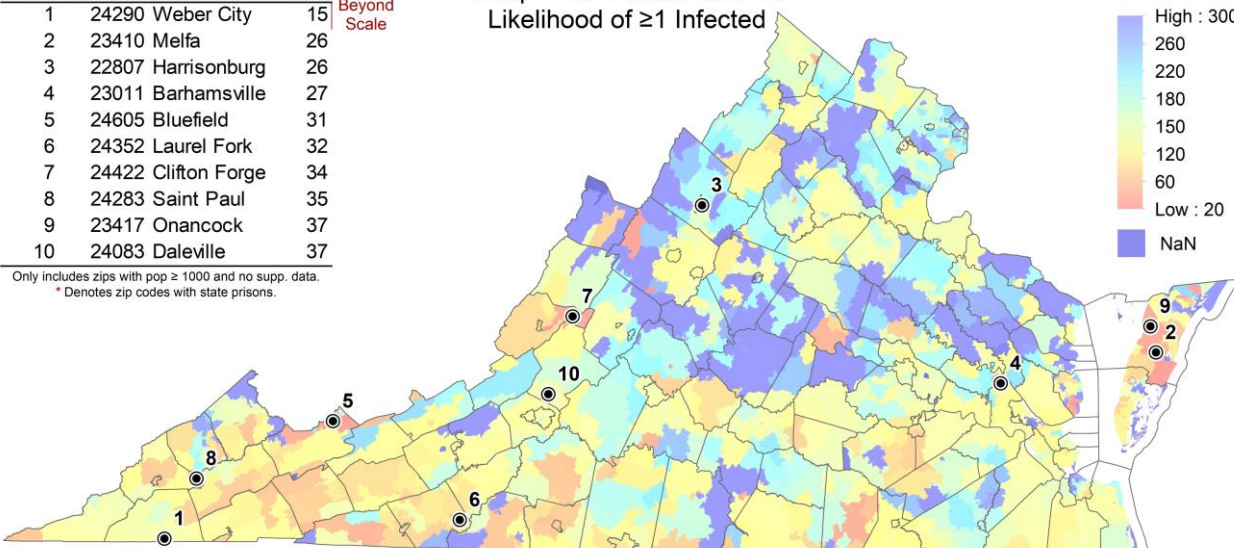 Likelihood of ≥1 Infected
1 24290 Weber City 15
Beyond
Scale
2 23410 Melfa 26
3 22807 Harrisonburg 26
4 23011 Barhamsville 27
5 24605 Bluefield 31
6 24352 Laurel Fork 32
7 24422 Clifton Forge 34
8 24283 Saint Paul 35
9 23417 Onancock 37
10 24083 Daleville 37
Only includes zips with pop ≥ 1000 and no supp. data.
* Denotes zip codes with state prisons.
High : 300
260
220
180
150
120
60
Low : 20
NaN
3
7
9
2
10
4
5
8
6
1